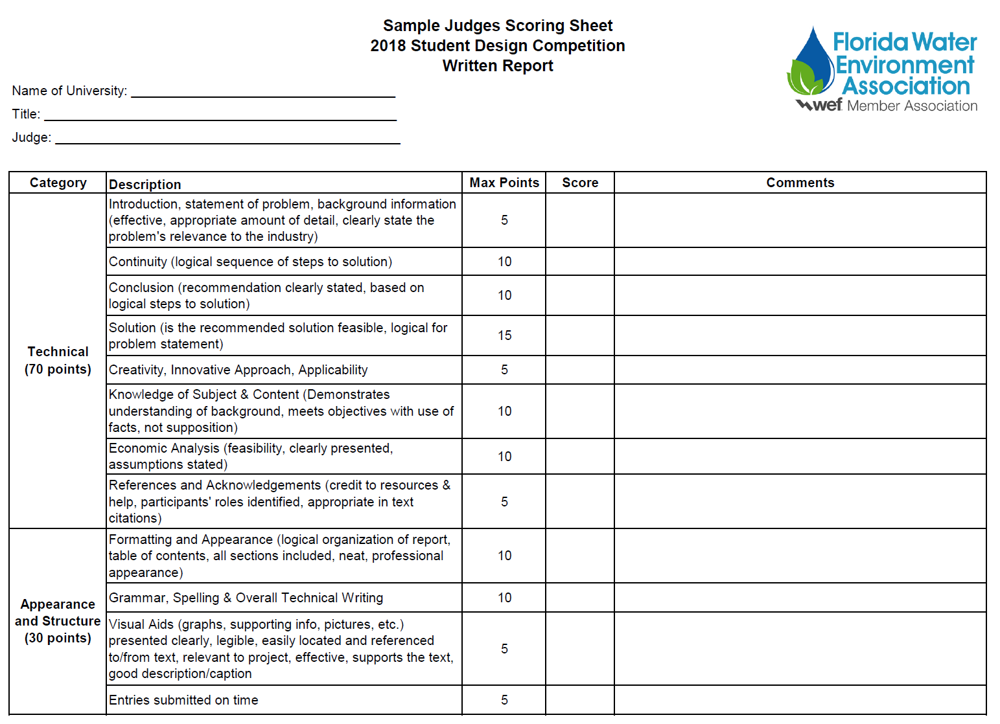 Sample Judges Scoring Sheet
2018 Student Design Competition
Written Report
Florida Water
Environment
Association
wef Member Association
Name of University:
Title:
Judge:
Category Description Max Points Score Comments
Technical
(70 points)
Introduction, statement of problem, background information
(effective, appropriate amount of detail, clearly state the
problem's relevance to the industry)
5
Continuity (logical sequence of steps to solution)
10
Conclusion (recommendation clearly stated, based on
logical steps to solution)
10
Solution (is the recommended solution feasible, logical for
problem statement)
15
Creativity, Innovative Approach, Applicability
5
Knowledge of Subject & Content (Demonstrates
understanding of background, meets objectives with use of
facts, not supposition)
10
Economic Analysis (feasibility, clearly presented,
assumptions stated)
10
References and Acknowledgements (credit to resources &
help, participants' roles identified, appropriate in text
citations)
5
Appearance
and Structure
(30 points)
Formatting and Appearance (logical organization of report,
table of contents, all sections included, neat, professional
appearance)
10
Grammar, Spelling & Overall Technical Writing
10
Visual Aids (graphs, supporting info, pictures, etc.)
presented clearly, legible, easily located and referenced
to/from text, relevant to project, effective, supports the text,
good description/caption
5
Entries submitted on time
5